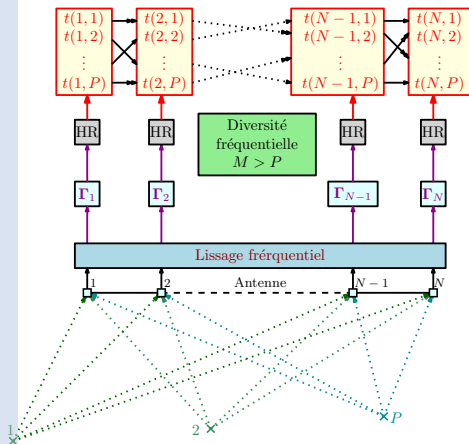 t(1, 1) t(2, 1) t(N − 1, 1) t(N, 1)
t(1, 2) t(2, 2) t(N − 1, 2) t(N, 2)
⋮ ⋮ ⋮ ⋮
t(1, P) t(2, P) t(N − 1, P) t(N, P)
HR HR HR HR
Diversité
fréquentielle
M > P
Γ1 Γ2 ΓN−1 ΓN
Lissage frérquentiel
1 2 Antenne N − 1 N
1 2 P